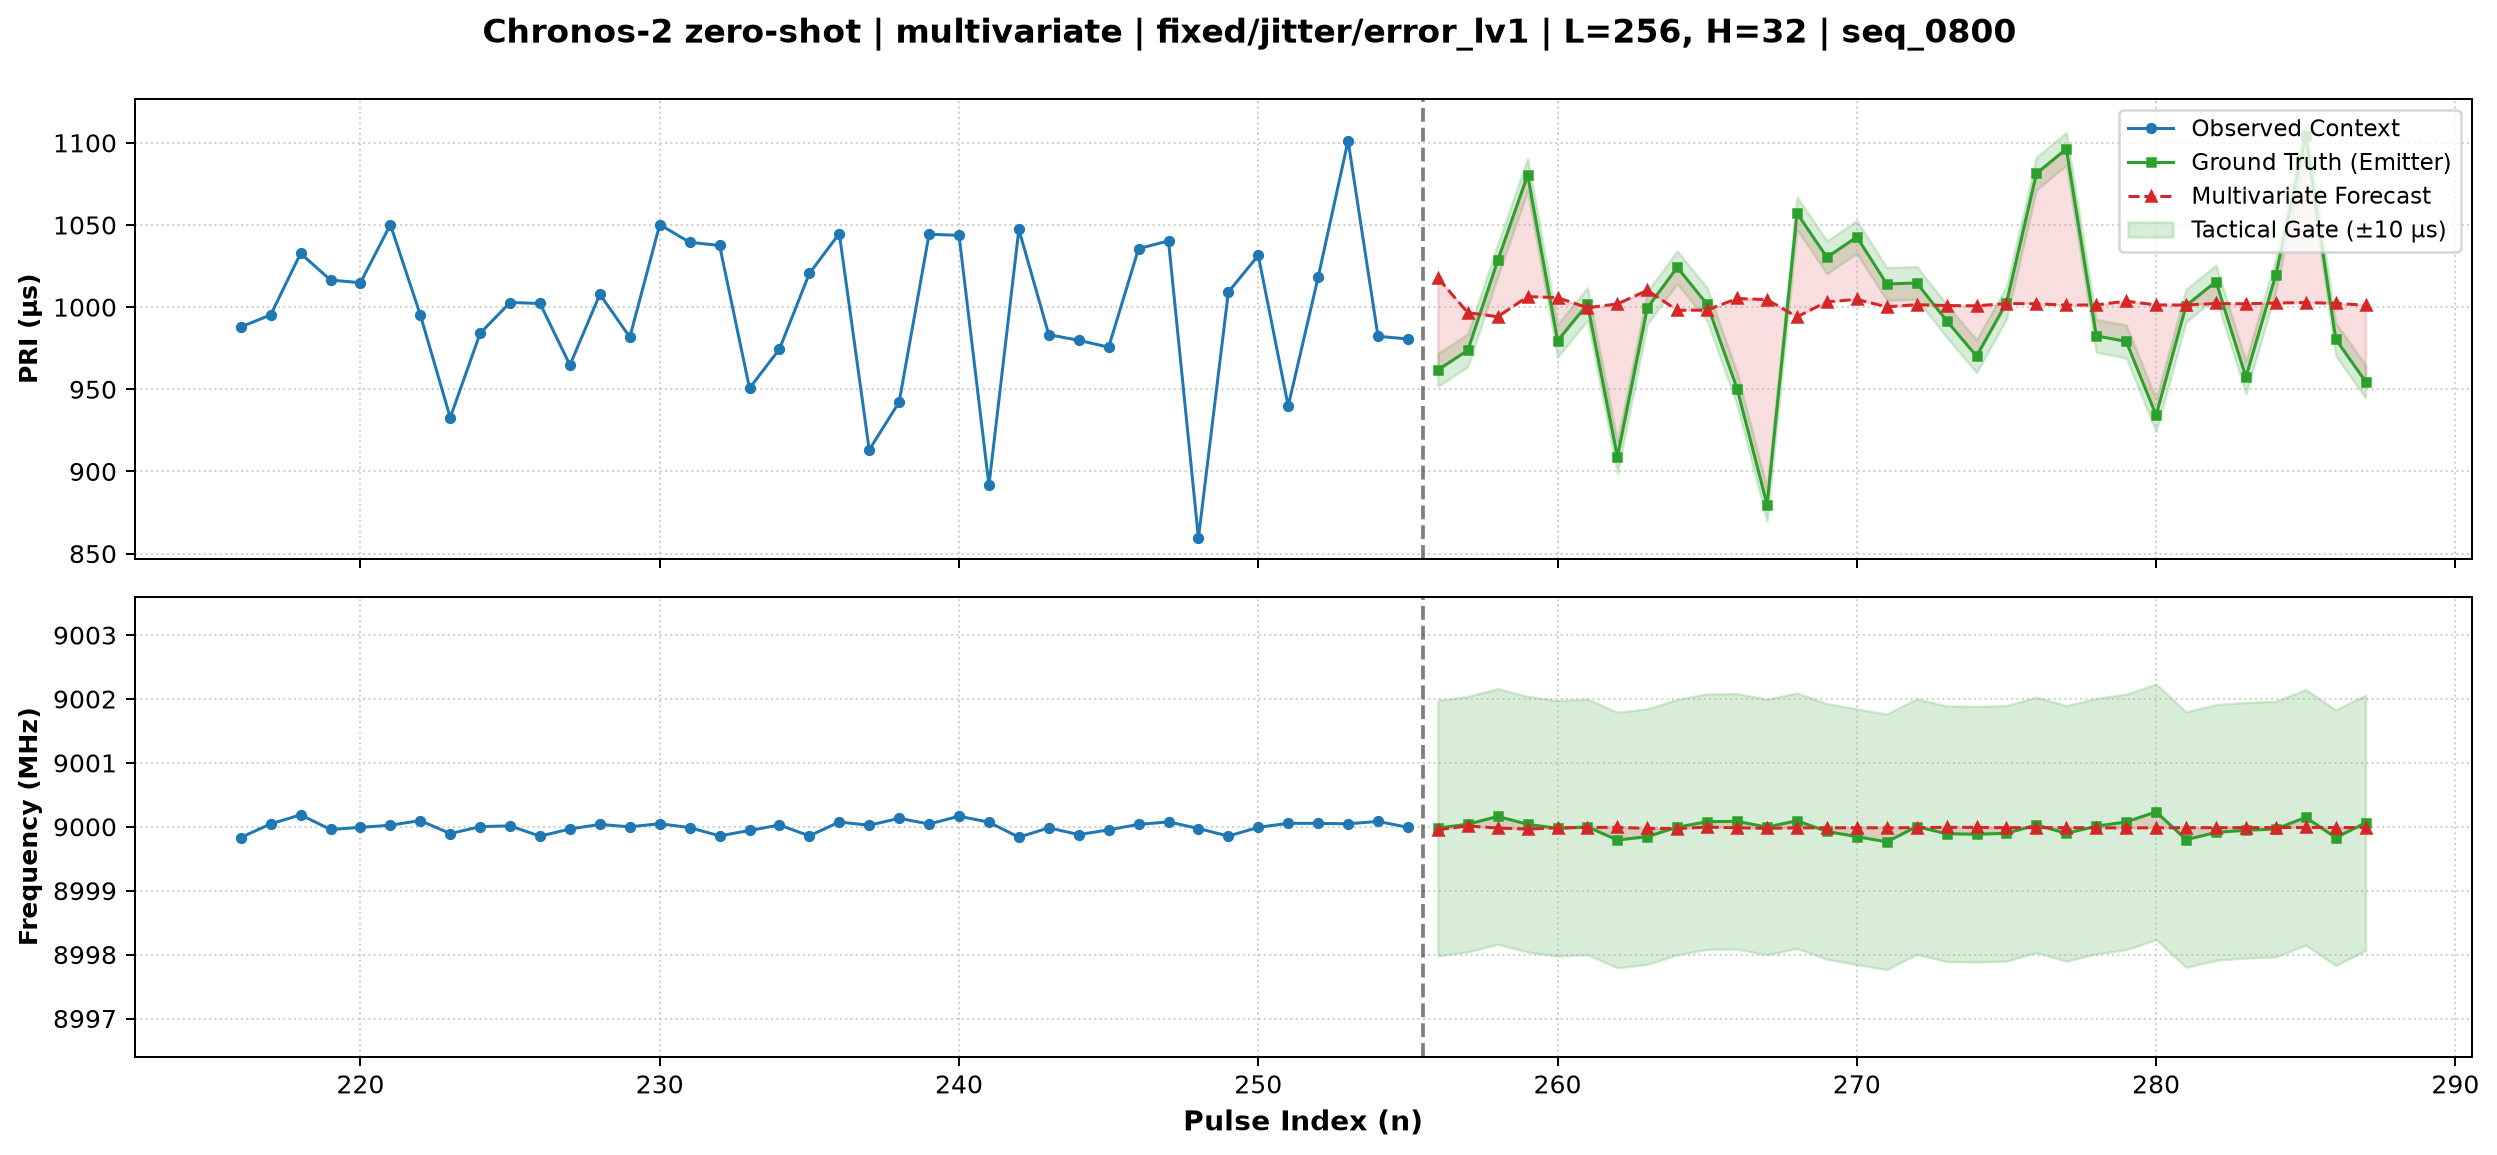 Chronos-2 zero-shot | multivariate | fixed/jitter/error_lv1 | L=256, H=32 | seq_0800
PRI (µs)
1100
1050
1000
950
900
850
Observed Context
Ground Truth (Emitter)
Multivariate Forecast
Tactical Gate (±10 µs)
Frequency (MHz)
9003
9002
9001
9000
8999
8998
8997
220 230 240 250 260 270 280 290
Pulse Index (n)